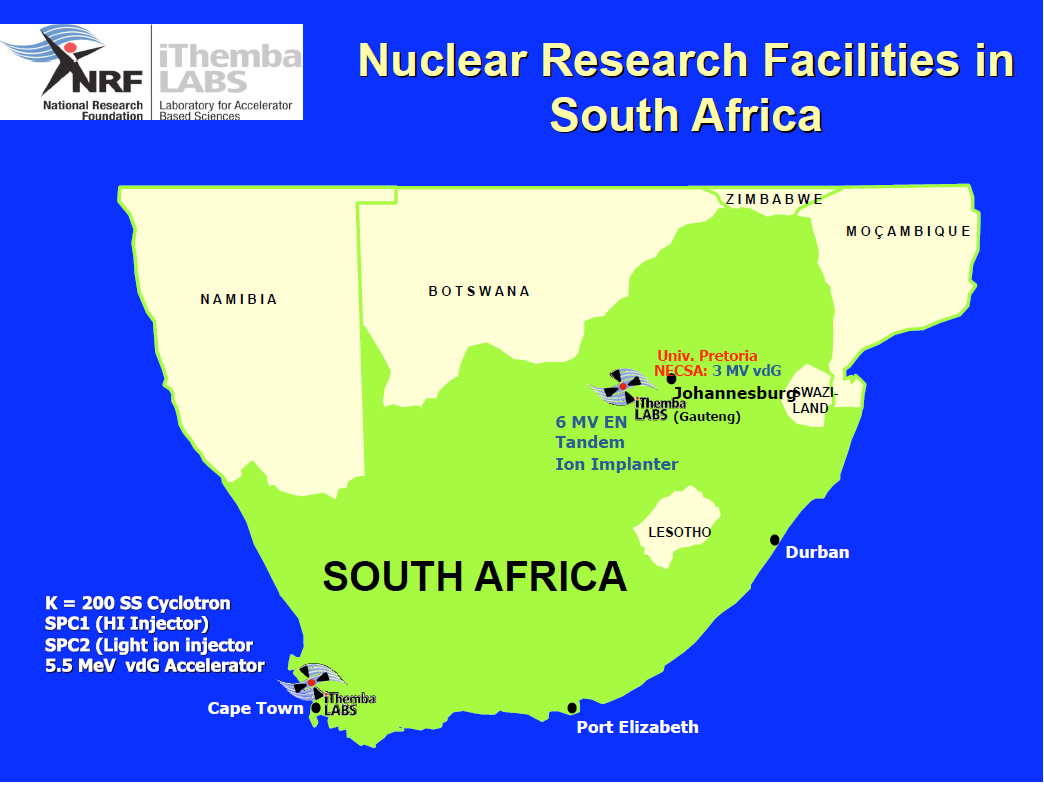 NRF
National Research
Foundation
iThemba
LABS
Laboratory for Accelerator
Based Sciences
Nuclear Research Facilities in
South Africa
ZIMBABWE
MOÇAMBIQUE
BOTSWANA
NAMIBIA
Univ. Pretoria
NECSA: 3 MV vdG
Johannesburg
(Gauteng)
SWAZI-
LAND
iThemba
LABS
6 MV EN
Tandem
Ion Implanter
LESOTHO
Durban
SOUTH AFRICA
K = 200 SS Cyclotron
SPC1 (HI Injector)
SPC2 (Light ion injector
5.5 MeV vdG Accelerator
iThemba
LABS
Cape Town
Port Elizabeth